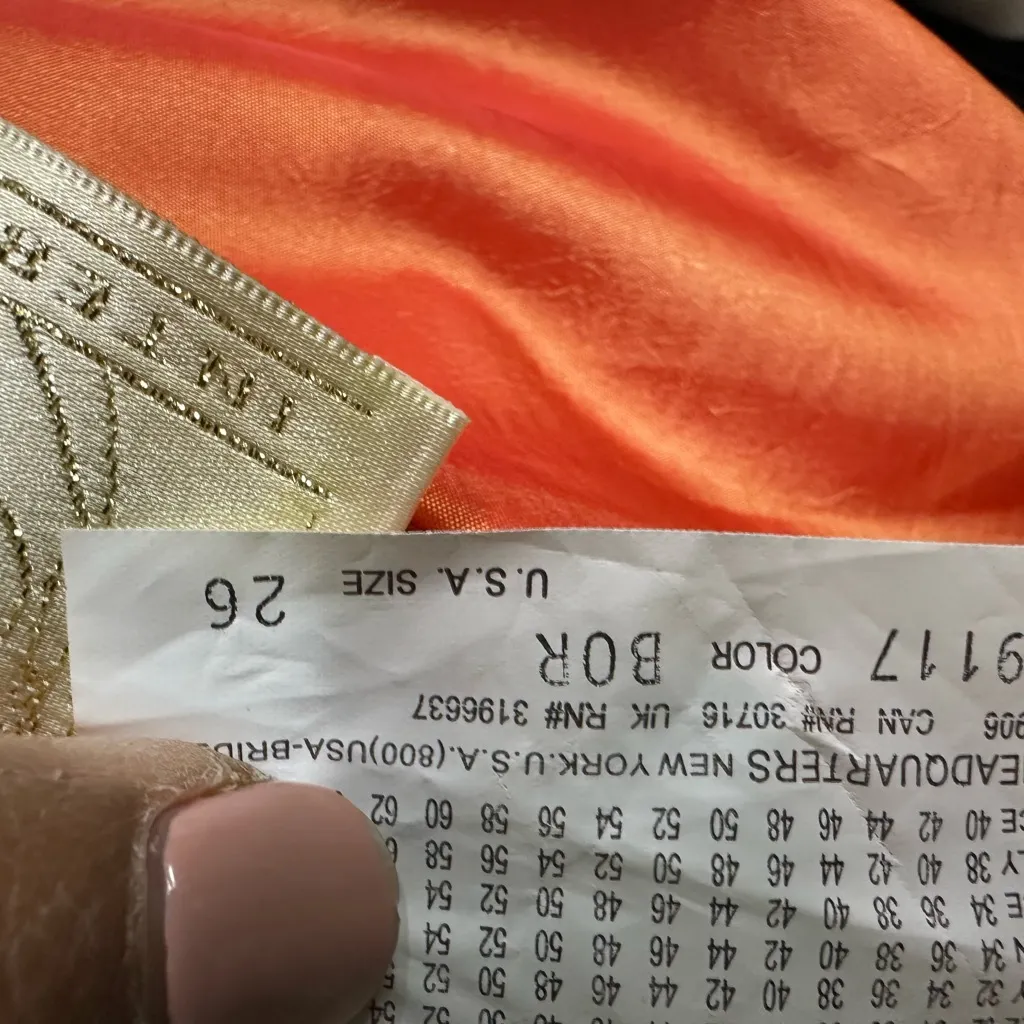 Y 32 34 36 38 40 42 44 46 48 50 52
N 34 36 38 40 42 44 46 48 50 52 54
E 34 36 38 40 42 44 46 48 50 52 54
LY 38 40 42 44 46 48 50 52 54 56 58
CE 40 42 44 46 48 50 52 54 56 58 60 62
EADQUARTERS NEW YORK.U.S.A.(800)USA-BRID
906 CAN RN# 30716 UK RN# 3196637
9117 COLOR BOR
U.S.A. SIZE 26
INTER